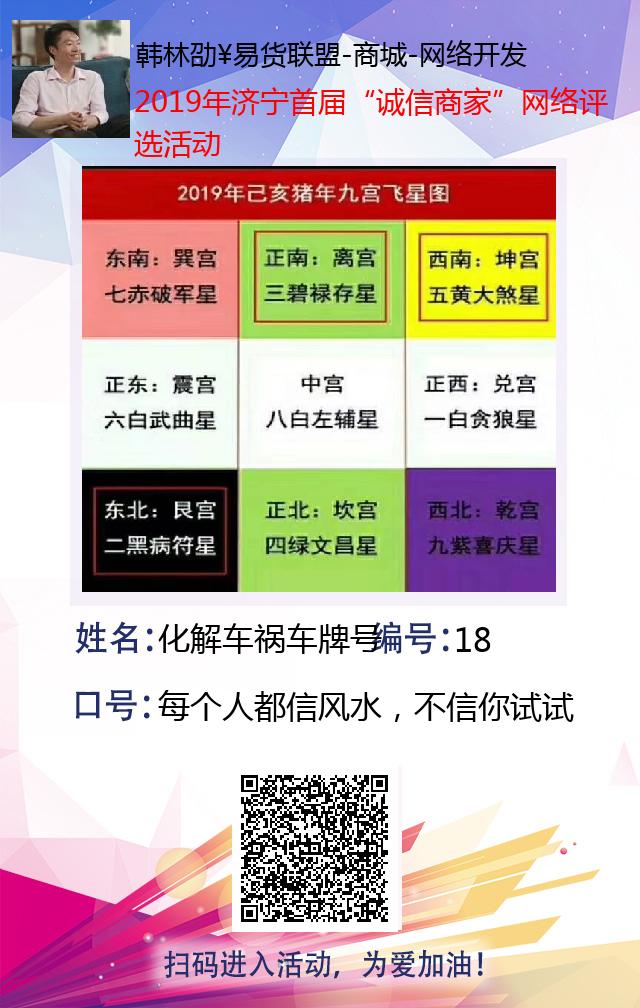 韩林劭¥易货联盟-商城-网络开发
2019年济宁首届“诚信商家”网络评
选活动
2019年己亥猪年九宫飞星图
东南：巽宫
七赤破军星
正南：离宫
三碧禄存星
西南：坤宫
五黄大煞星
正东：震宫
六白武曲星
中宫
八白左辅星
正西：兑宫
一白贪狼星
东北：艮宫
二黑病符星
正北：坎宫
四绿文昌星
西北：乾宫
九紫喜庆星
姓名：化解车祸车牌号编号：18
口号：每个人都信风水，不信你试试
扫码进入活动，为爱加油！